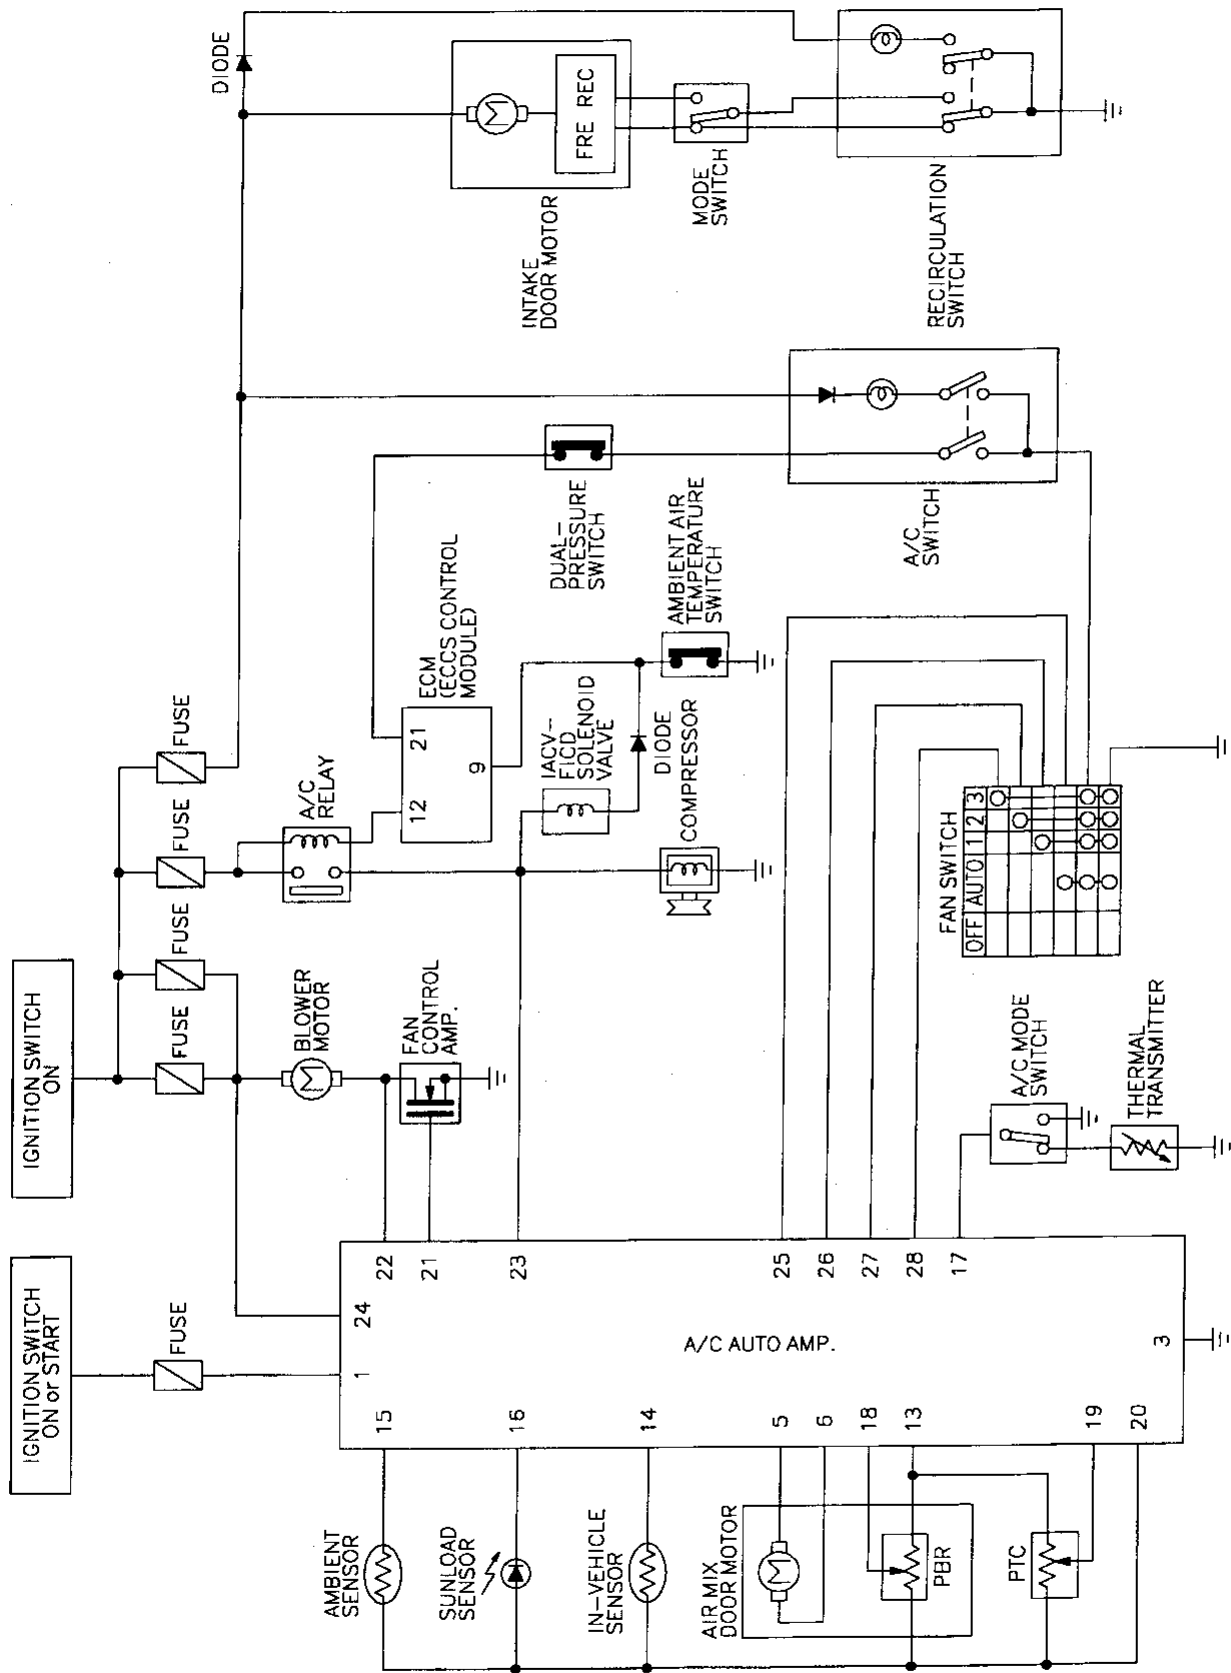 IGNITION SWITCH
ON or START
IGNITION SWITCH
ON
FUSE
FUSE
FUSE
FUSE
FUSE
DIODE
A/C
RELAY
BLOWER
MOTOR
FAN
CONTROL
AMP.
ECM
(ECCS CONTROL
MODULE)
21
12
9
IACV-
FICD
SOLENOID
VALVE
DIODE
COMPRESSOR
DUAL-
PRESSURE
SWITCH
AMBIENT AIR
TEMPERATURE
SWITCH
M
M
FRE REC
INTAKE
DOOR MOTOR
MODE
SWITCH
RECIRCULATION
SWITCH
A/C
SWITCH
FAN SWITCH
OFF AUTO 1 2 3
A/C MODE
SWITCH
THERMAL
TRANSMITTER
A/C AUTO AMP.
1
24
22
21
23
25
26
27
28
17
3
15
16
14
5
6
18
13
19
20
AMBIENT
SENSOR
SUNLOAD
SENSOR
IN-VEHICLE
SENSOR
AIR MIX
DOOR MOTOR
M
PBR
PTC